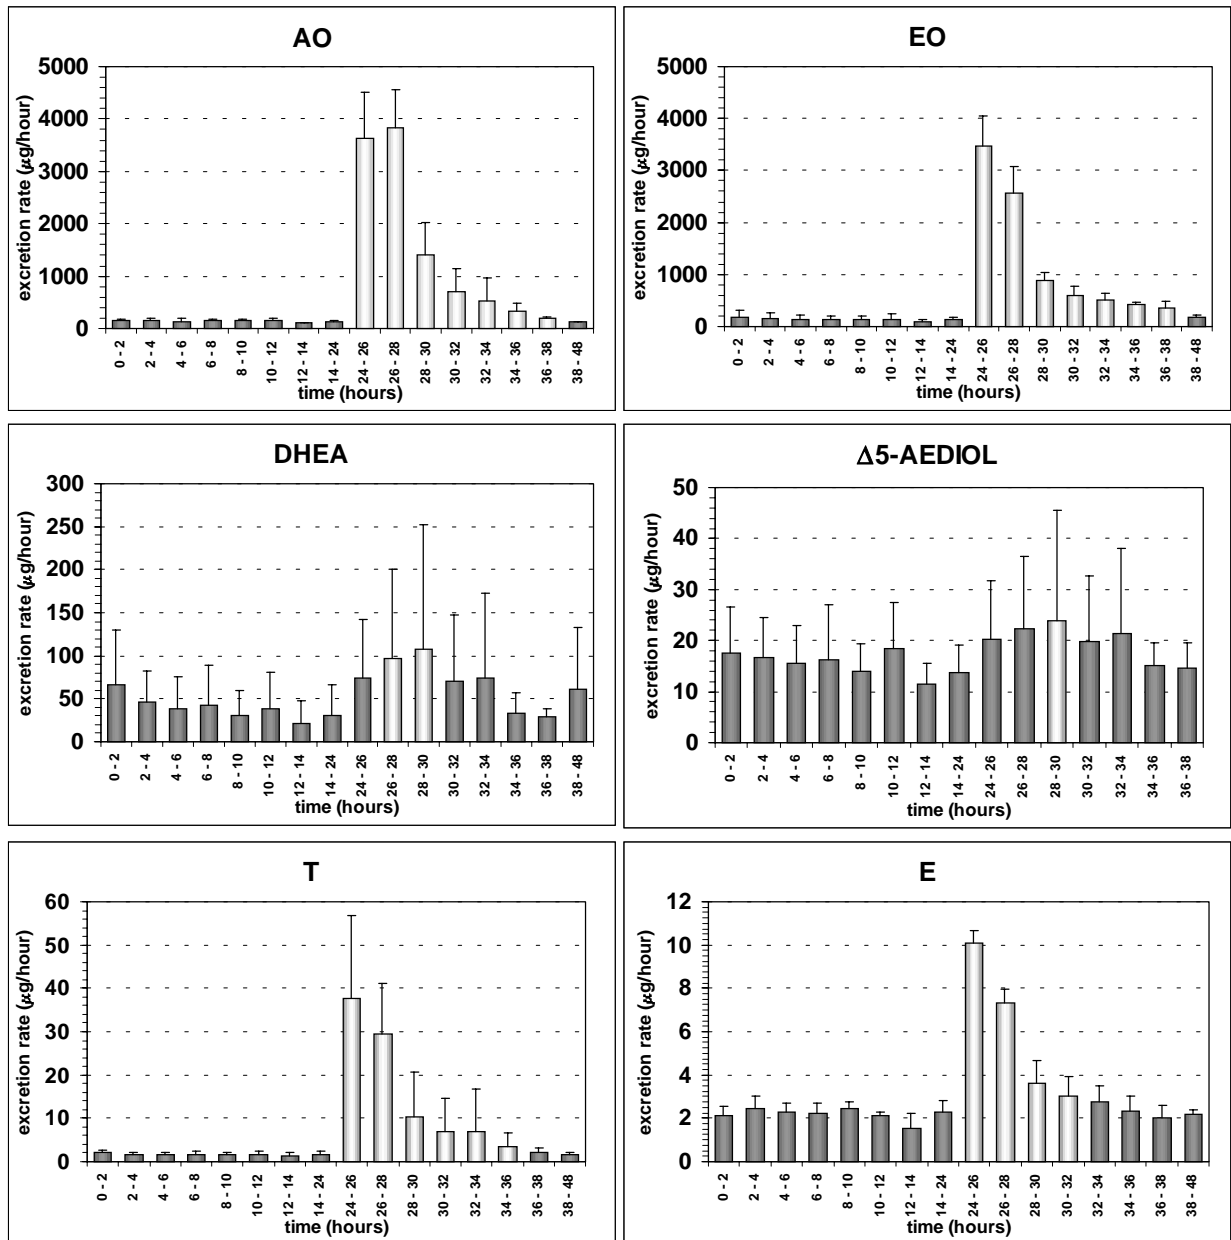 AO
excretion rate (µg/hour)
5000
4000
3000
2000
1000
0
0 - 2
2 - 4
4 - 6
6 - 8
8 - 10
10 - 12
12 - 14
14 - 24
24 - 26
26 - 28
28 - 30
30 - 32
32 - 34
34 - 36
36 - 38
38 - 48
time (hours)
EO
excretion rate (µg/hour)
5000
4000
3000
2000
1000
0
0 - 2
2 - 4
4 - 6
6 - 8
8 - 10
10 - 12
12 - 14
14 - 24
24 - 26
26 - 28
28 - 30
30 - 32
32 - 34
34 - 36
36 - 38
38 - 48
time (hours)
DHEA
excretion rate (µg/hour)
300
250
200
150
100
50
0
0 - 2
2 - 4
4 - 6
6 - 8
8 - 10
10 - 12
12 - 14
14 - 24
24 - 26
26 - 28
28 - 30
30 - 32
32 - 34
34 - 36
36 - 38
38 - 48
time (hours)
Δ5-AEDIOL
excretion rate (µg/hour)
50
40
30
20
10
0
0 - 2
2 - 4
4 - 6
6 - 8
8 - 10
10 - 12
12 - 14
14 - 24
24 - 26
26 - 28
28 - 30
30 - 32
32 - 34
34 - 36
36 - 38
time (hours)
T
excretion rate (µg/hour)
60
50
40
30
20
10
0
0 - 2
2 - 4
4 - 6
6 - 8
8 - 10
10 - 12
12 - 14
14 - 24
24 - 26
26 - 28
28 - 30
30 - 32
32 - 34
34 - 36
36 - 38
38 - 48
time (hours)
E
excretion rate (µg/hour)
12
10
8
6
4
2
0
0 - 2
2 - 4
4 - 6
6 - 8
8 - 10
10 - 12
12 - 14
14 - 24
24 - 26
26 - 28
28 - 30
30 - 32
32 - 34
34 - 36
36 - 38
38 - 48
time (hours)